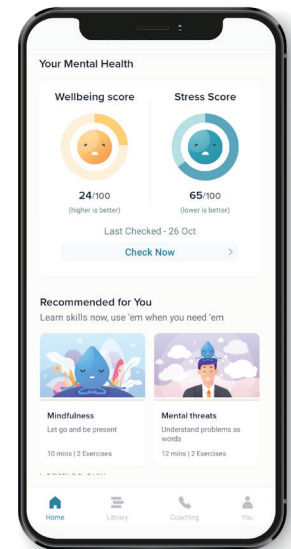 Your Mental Health
Wellbeing score
Stress Score
24/100
65/100
(higher is better)
(lower is better)
Last Checked - 26 Oct
Check Now
Recommended for You
Learn skills now, use 'em when you need 'em
Mindfulness
Let go and be present
10 mins | 2 Exercises
Mental threats
Understand problems as
words
12 mins | 2 Exercises
Home
Library
Coaching
You